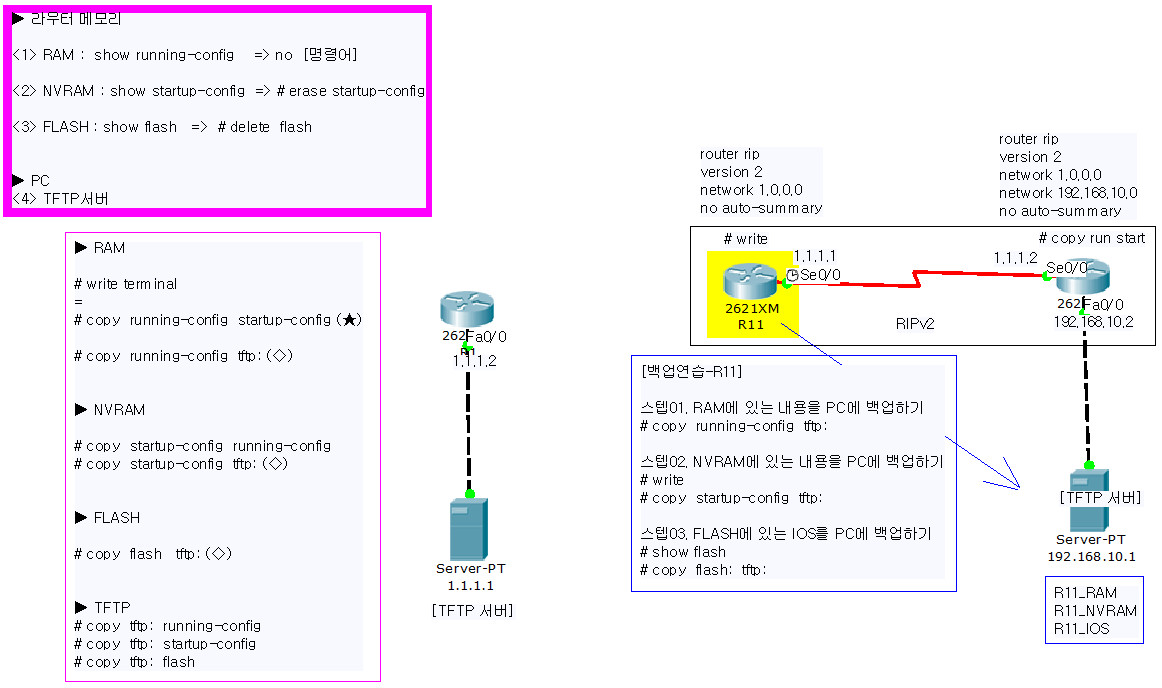 ▶ 라우터 메모리
<1> RAM : show running-config => no [명령어]
<2> NVRAM : show startup-config => # erase startup-config
<3> FLASH : show flash => # delete flash
▶ PC
<4> TFTP서버
▶ RAM
# write terminal
=
# copy running-config startup-config(★)
# copy running-config tftp:(◇)
▶ NVRAM
# copy startup-config running-config
# copy startup-config tftp:(◇)
▶ FLASH
# copy flash tftp:(◇)
▶ TFTP
# copy tftp: running-config
# copy tftp: startup-config
# copy tftp: flash
Fa0/0
1.1.1.2
Server-PT
1.1.1.1
[TFTP 서버]
router rip
version 2
network 1.0.0.0
no auto-summary
router rip
version 2
network 1.0.0.0
network 192.168.10.0
no auto-summary
# write
# copy run start
1.1.1.1
Se0/0
2621XM
R11
1.1.1.2
Se0/0
Fa0/0
192.168.10.2
RIPv2
[백업연습-R11]
스텝01. RAM에 있는 내용을 PC에 백업하기
# copy running-config tftp:
스텝02. NVRAM에 있는 내용을 PC에 백업하기
# write
# copy startup-config tftp:
스텝03. FLASH에 있는 IOS를 PC에 백업하기
# show flash
# copy flash: tftp:
[TFTP 서버]
Server-PT
192.168.10.1
R11_RAM
R11_NVRAM
R11_IOS